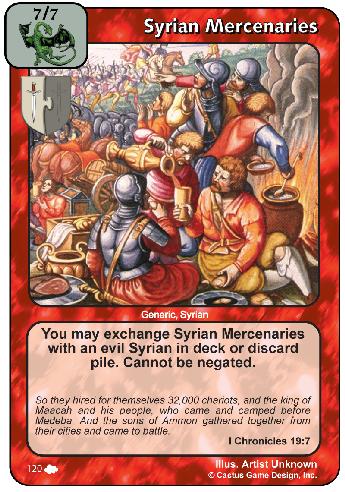 7/7
Syrian Mercenaries
Generic, Syrian
You may exchange Syrian Mercenaries
with an evil Syrian in deck or discard
pile. Cannot be negated.
So they hired for themselves 32,000 chariots, and the king of
Maacah and his people, who came and camped before
Medeba. And the sons of Ammon gathered together from
their cities and came to battle.
I Chronicles 19:7
120
Illus. Artist Unknown
© Cactus Game Design, Inc.